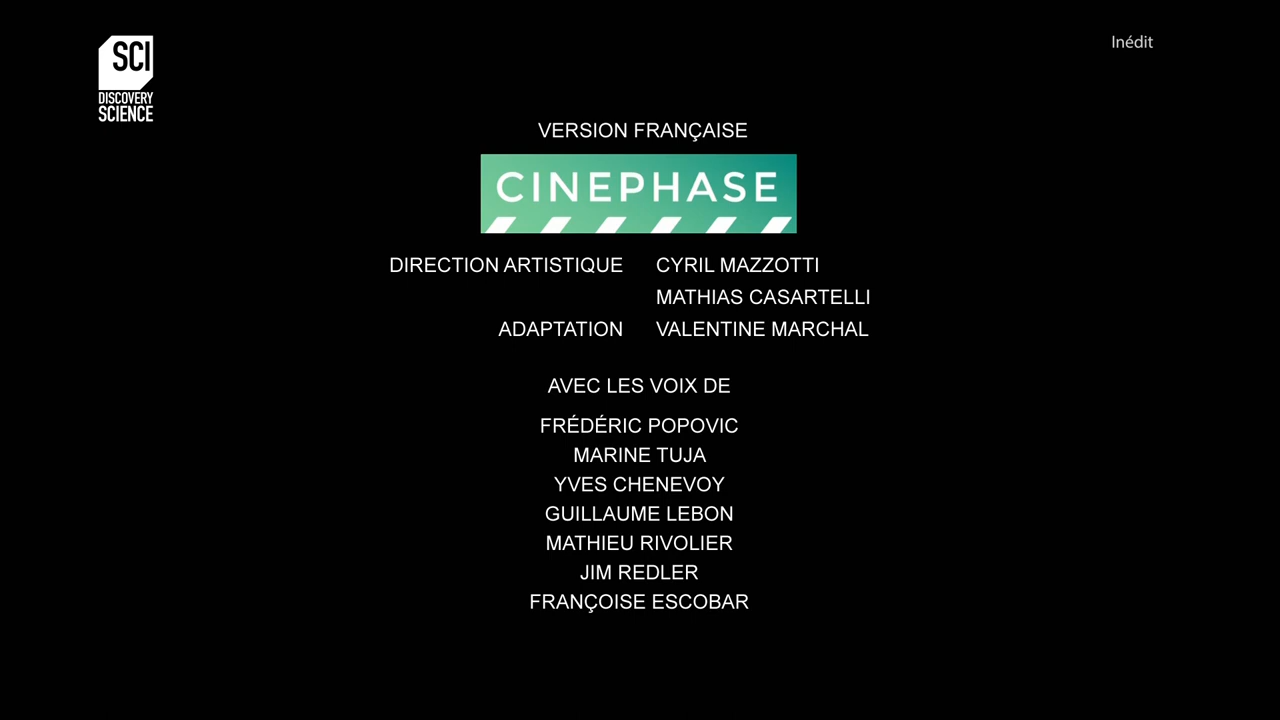 SCI
DISCOVERY
SCIENCE
Inédit
VERSION FRANÇAISE
CINEPHASE
DIRECTION ARTISTIQUE CYRIL MAZZOTTI
MATHIAS CASARTELLI
ADAPTATION VALENTINE MARCHAL
AVEC LES VOIX DE
FRÉDÉRIC POPOVIC
MARINE TUJA
YVES CHENEVOY
GUILLAUME LEBON
MATHIEU RIVOLIER
JIM REDLER
FRANÇOISE ESCOBAR